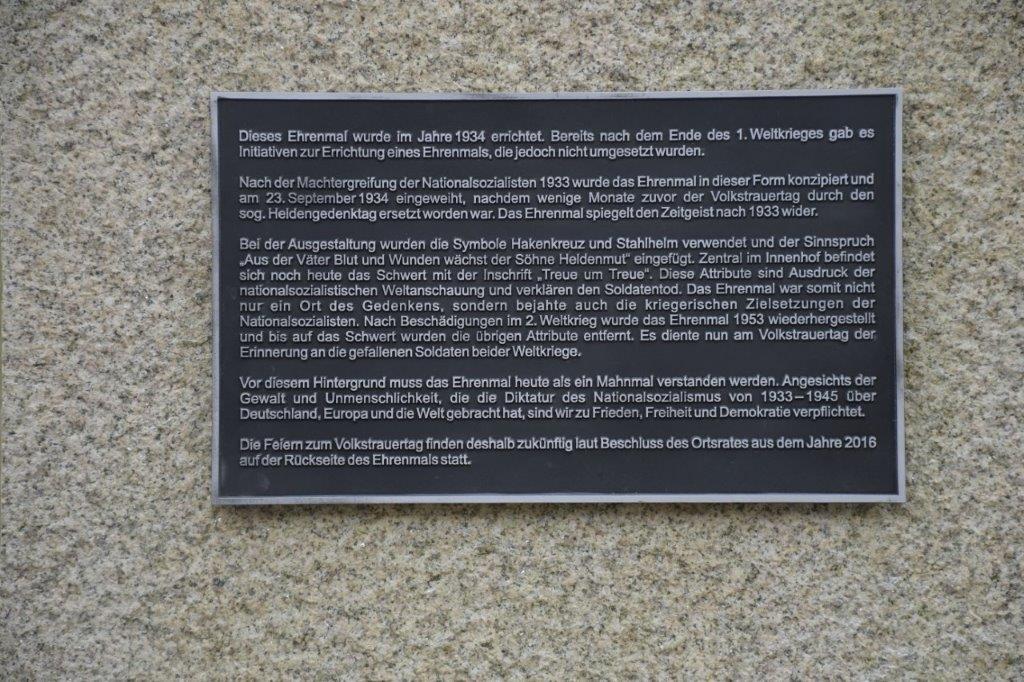 Dieses Ehrenmal wurde im Jahre 1934 errichtet. Bereits nach dem Ende des 1. Weltkrieges gab es
Initiativen zur Errichtung eines Ehrenmals, die jedoch nicht umgesetzt wurden.
Nach der Machtergreifung der Nationalsozialisten 1933 wurde das Ehrenmal in dieser Form konzipiert und
am 23. September 1934 eingeweiht, nachdem wenige Monate zuvor der Volkstrauertag durch den
sog. Heldengedenktag ersetzt worden war. Das Ehrenmal spiegelt den Zeitgeist nach 1933 wider.
Bei der Ausgestaltung wurden die Symbole Hakenkreuz und Stahlhelm verwendet und der Sinnspruch
„Aus der Väter Blut und Wunden wächst der Söhne Heldenmut“ eingefügt. Zentral im Innenhof befindet
sich noch heute das Schwert mit der Inschrift „Treue um Treue“. Diese Attribute sind Ausdruck der
nationalsozialistischen Weltanschauung und verklären den Soldatentod. Das Ehrenmal war somit nicht
nur ein Ort des Gedenkens, sondern bejahte auch die kriegerischen Zielsetzungen der
Nationalsozialisten. Nach Beschädigungen im 2. Weltkrieg wurde das Ehrenmal 1953 wiederhergestellt
und bis auf das Schwert wurden die übrigen Attribute entfernt. Es diente nun am Volkstrauertag der
Erinnerung an die gefallenen Soldaten beider Weltkriege.
Vor diesem Hintergrund muss das Ehrenmal heute als ein Mahnmal verstanden werden. Angesichts der
Gewalt und Unmenschlichkeit, die die Diktatur des Nationalsozialismus von 1933–1945 über
Deutschland, Europa und die Welt gebracht hat, sind wir zu Frieden, Freiheit und Demokratie verpflichtet.
Die Feiern zum Volkstrauertag finden deshalb zukünftig laut Beschluss des Ortsrates aus dem Jahre 2016
auf der Rückseite des Ehrenmals statt.